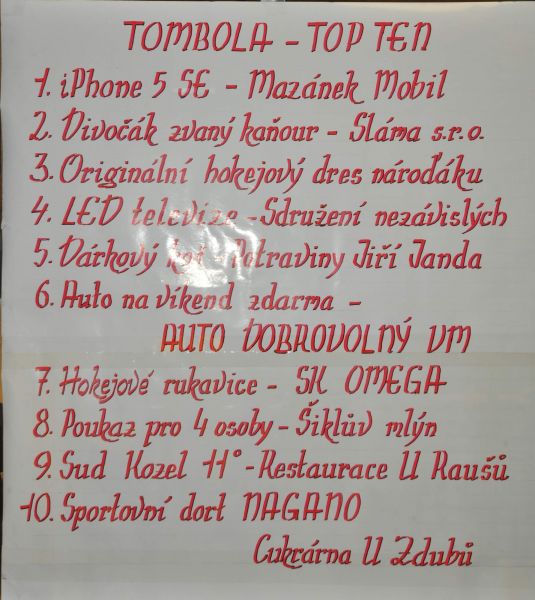 TOMBOLA - TOP TEN
1. iPhone 5 SE - Mazánek Mobil
2. Divočák zvaný kaňour - Sláma s.r.o.
3. Originální hokejový dres národáku
4. LED televize - Sdružení nezávislých
5. Dárkový koš - Potraviny Jiří Janda
6. Auto na víkend zdarma -
AUTO DOBROVOLNÝ VM
7. Hokejové rukavice - SK OMEGA
8. Poukaz pro 4 osoby - Šiklův mlýn
9. Sud Kozel 11° - Restaurace U Raušů
10. Sportovní dort NAGANO
Cukrárna U Zdubů